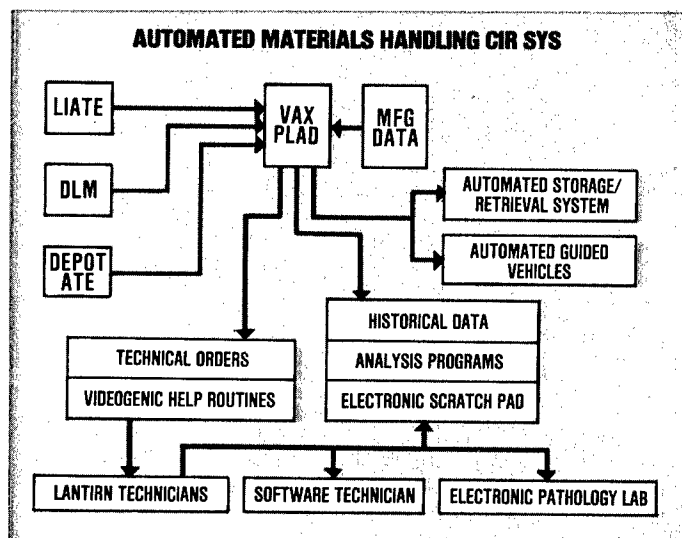 AUTOMATED MATERIALS HANDLING CIR SYS
LIATE
VAX
PLAD
MFG
DATA
DLM
AUTOMATED STORAGE/
RETRIEVAL SYSTEM
DEPOT
ATE
AUTOMATED GUIDED
VEHICLES
HISTORICAL DATA
TECHNICAL ORDERS
ANALYSIS PROGRAMS
VIDEOGENIC HELP ROUTINES
ELECTRONIC SCRATCH PAD
LANTIRN TECHNICIANS
SOFTWARE TECHNICIAN
ELECTRONIC PATHOLOGY LAB